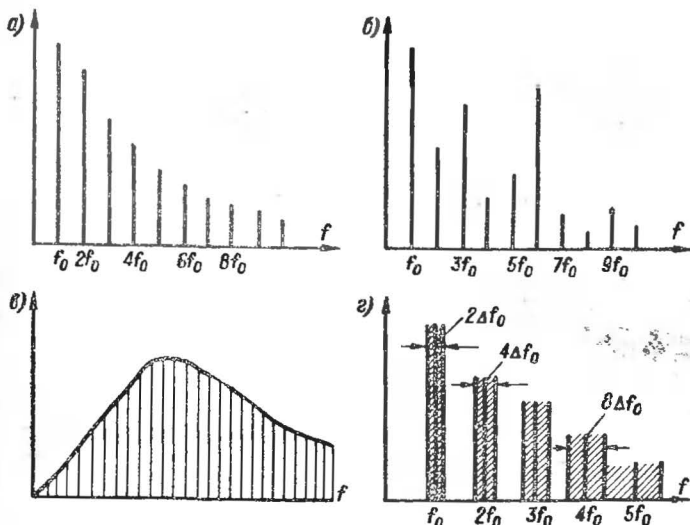 а)
f
f₀ 2f₀ 4f₀ 6f₀ 8f₀
б)
f
f₀ 3f₀ 5f₀ 7f₀ 9f₀
в)
f
г)
2Δf₀
4Δf₀
8Δf₀
f
f₀ 2f₀ 3f₀ 4f₀ 5f₀